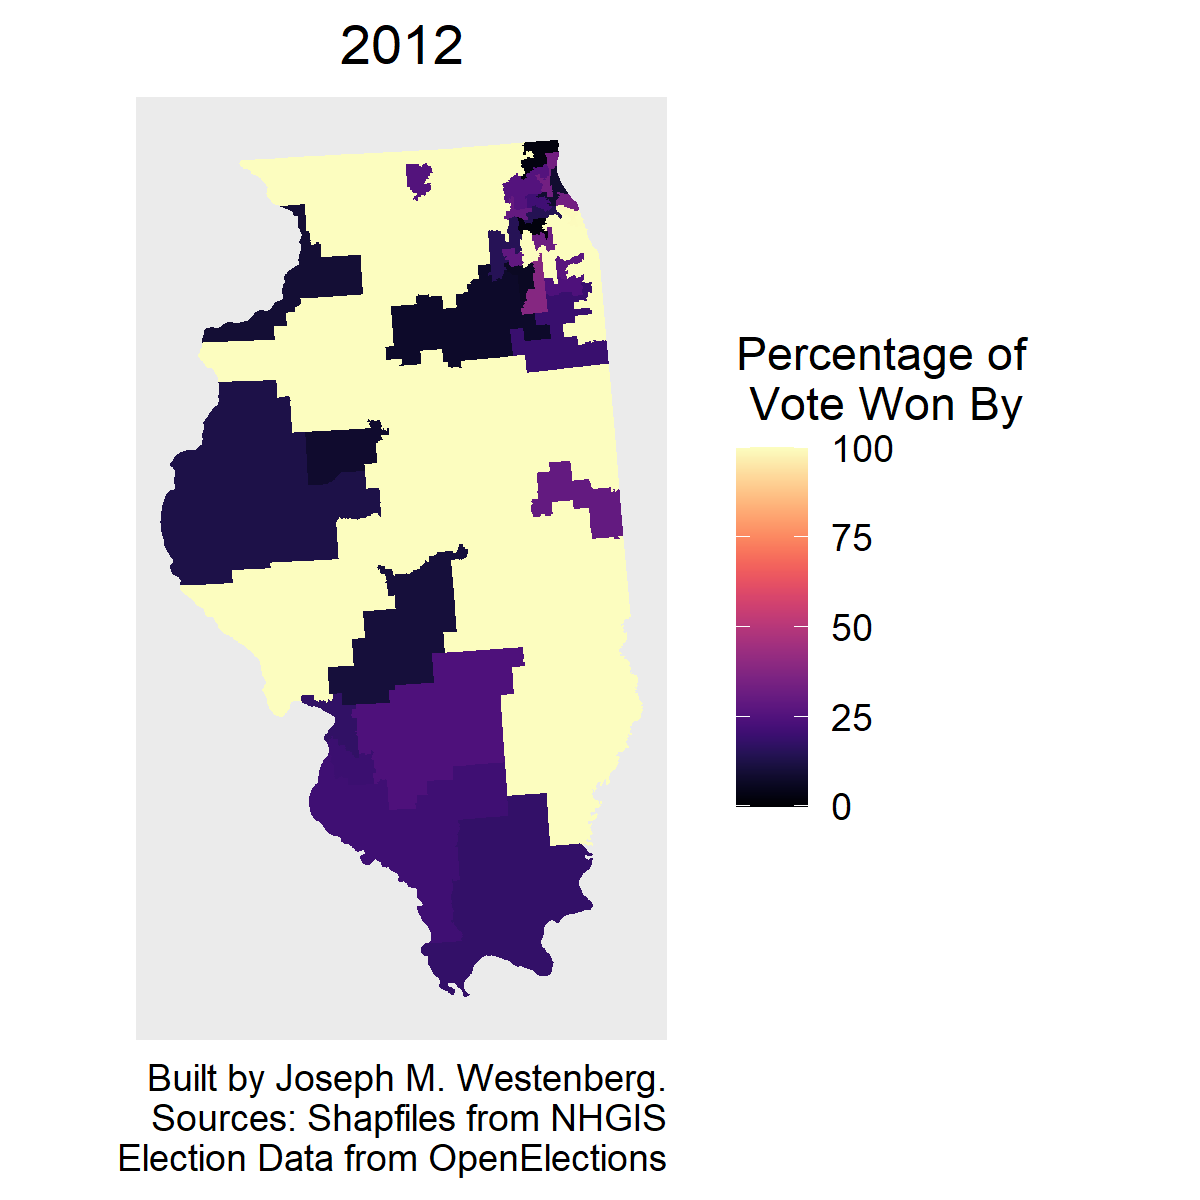 2012
Percentage of
Vote Won By
100
75
50
25
0
Built by Joseph M. Westenberg.
Sources: Shapfiles from NHGIS
Election Data from OpenElections